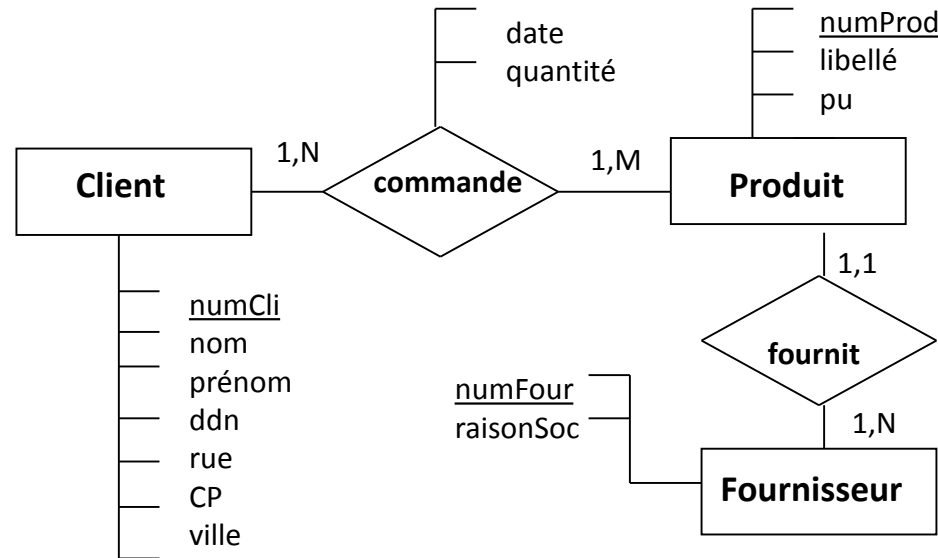 date
quantité
numProd
libellé
pu
1,N
1,M
Client
commande
Produit
1,1
numCli
nom
prénom
ddn
rue
CP
ville
fournit
numFour
raisonSoc
1,N
Fournisseur